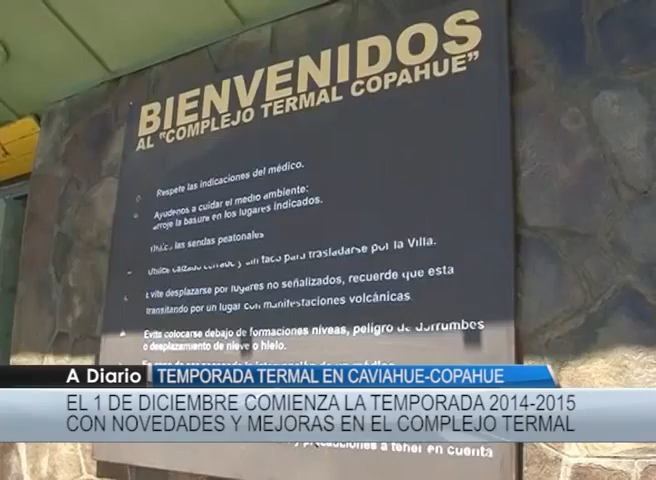 BIENVENIDOS
AL "COMPLEJO TERMAL COPAHUE"
Respete las indicaciones del médico.
Ayudenos a cuidar el medio ambiente:
arroje la basura en los lugares indicados.
las sendas peatonales
calzado para trasladarse por la Villa.
Evite desplazarse por lugares no señalizados, recuerde que esta
transitando por un lugar con manifestaciones volcánicas
Evite colocarse debajo de formaciones níveas, peligro de derrumbes
o desplazamiento de nieve o hielo.
A Diario
TEMPORADA TERMAL EN CAVIAHUE-COPAHUE
EL 1 DE DICIEMBRE COMIENZA LA TEMPORADA 2014-2015
CON NOVEDADES Y MEJORAS EN EL COMPLEJO TERMAL
y precauciones a tener en cuenta